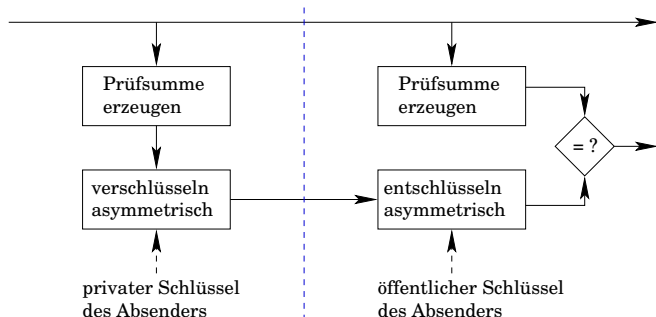 Prüfsumme
erzeugen
Prüfsumme
erzeugen
= ?
verschlüsseln
asymmetrisch
entschlüsseln
asymmetrisch
privater Schlüssel
des Absenders
öffentlicher Schlüssel
des Absenders